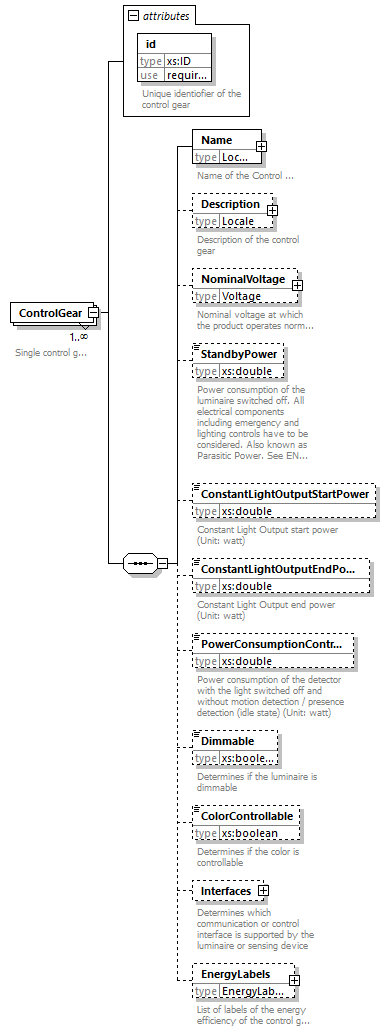 attributes
id
type xs:ID
use requir...
Unique identiofier of the
control gear
ControlGear
1..∞
Single control g...
Name
type Loc...
Name of the Control ...
Description
type Locale
Description of the control
gear
NominalVoltage
type Voltage
Nominal voltage at which
the product operates norm...
StandbyPower
type xs:double
Power consumption of the
luminaire switched off. All
electrical components
including emergency and
lighting controls have to be
considered. Also known as
Parasitic Power. See EN...
ConstantLightOutputStartPower
type xs:double
Constant Light Output start power
(Unit: watt)
ConstantLightOutputEndPo...
type xs:double
Constant Light Output end power
(Unit: watt)
PowerConsumptionContr...
type xs:double
Power consumption of the detector
with the light switched off and
without motion detection / presence
detection (idle state) (Unit: watt)
Dimmable
type xs:boole...
Determines if the luminaire is
dimmable
ColorControllable
type xs:boolean
Determines if the color is
controllable
Interfaces
Determines which
communication or control
interface is supported by the
luminaire or sensing device
EnergyLabels
type EnergyLab...
List of labels of the energy
efficiency of the control g...